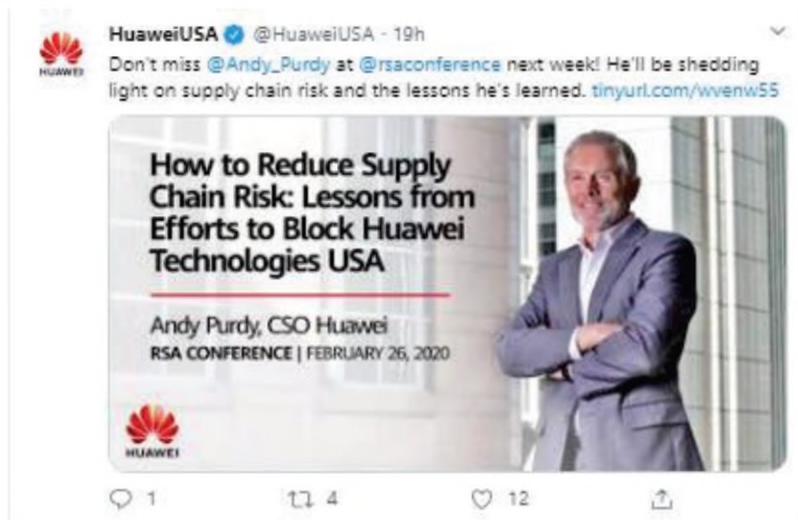 HuaweiUSA @HuaweiUSA · 19h
Don't miss @Andy_Purdy at @rsaconference next week! He'll be shedding
light on supply chain risk and the lessons he's learned. tinyurl.com/wvenw55
HUAWEI
How to Reduce Supply
Chain Risk: Lessons from
Efforts to Block Huawei
Technologies USA
Andy Purdy, CSO Huawei
RSA CONFERENCE | FEBRUARY 26, 2020
HUAWEI
1 4 12